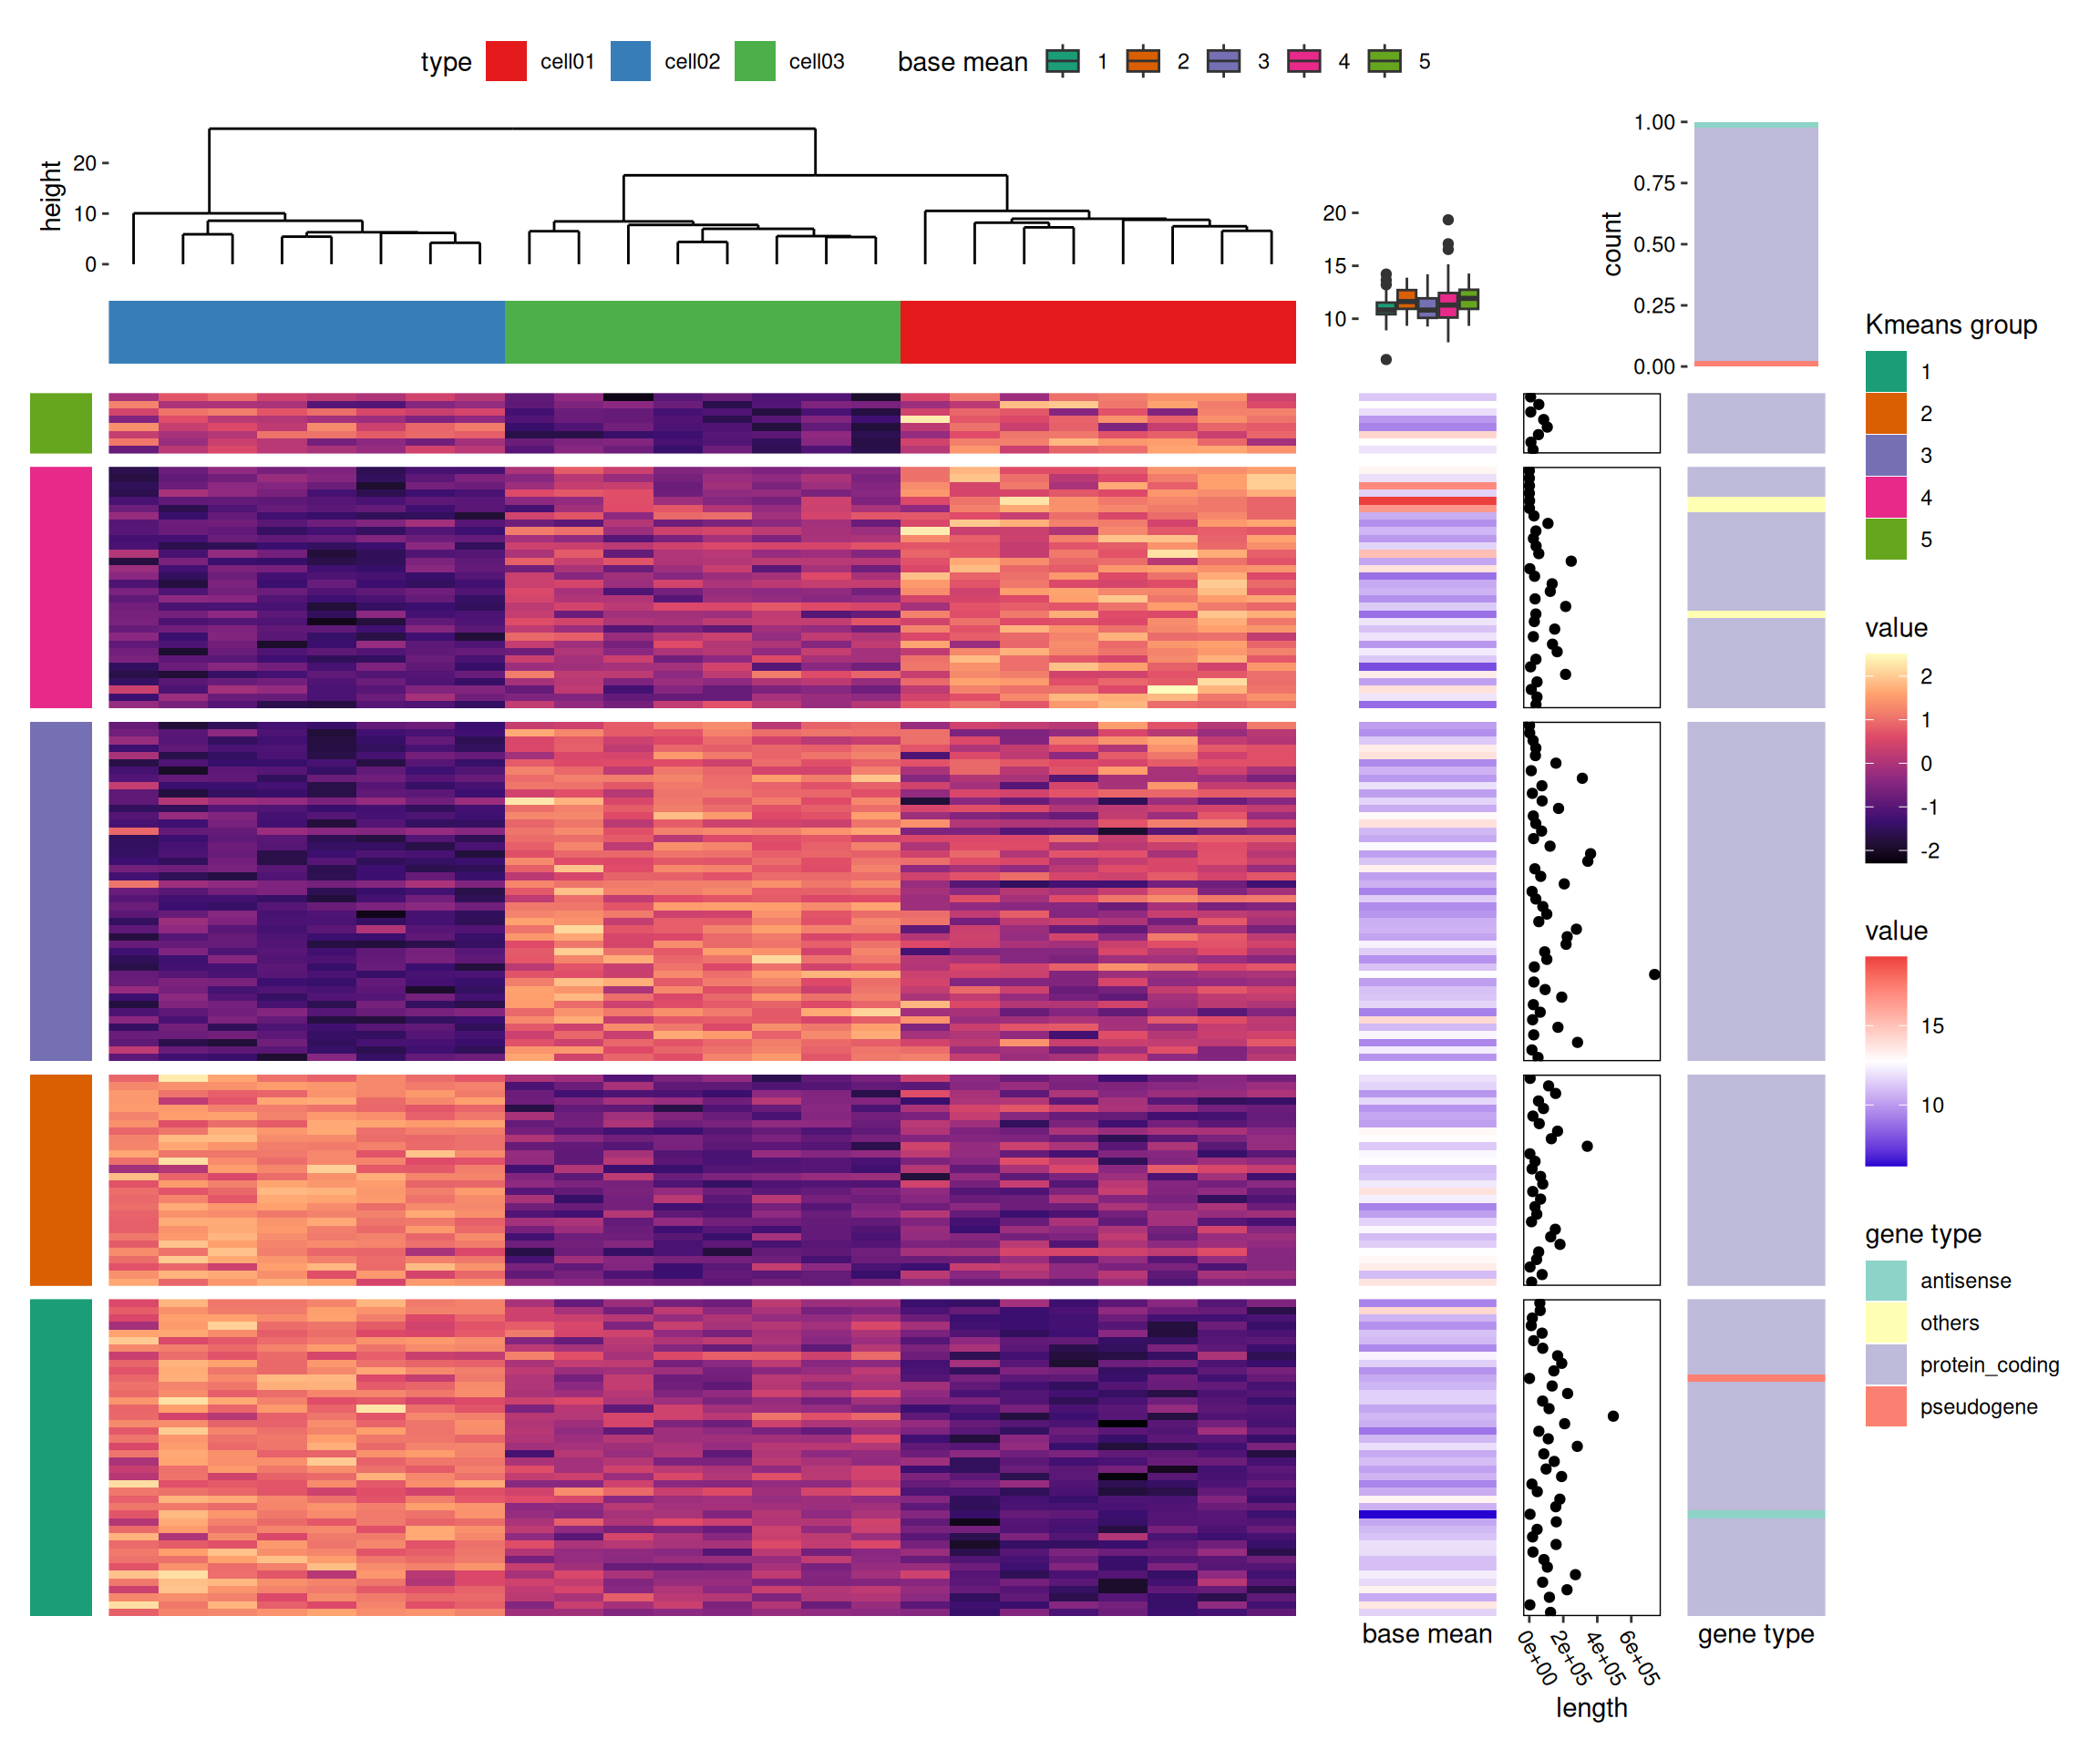 type cell01 cell02 cell03 base mean 1 2 3 4 5
height
20
10
0
20
15
10
count
1.00
0.75
0.50
0.25
0.00
Kmeans group
1
2
3
4
5
value
2
1
0
-1
-2
value
15
10
gene type
antisense
others
protein_coding
pseudogene
base mean
0e+00 2e+05 4e+05 6e+05
length
gene type